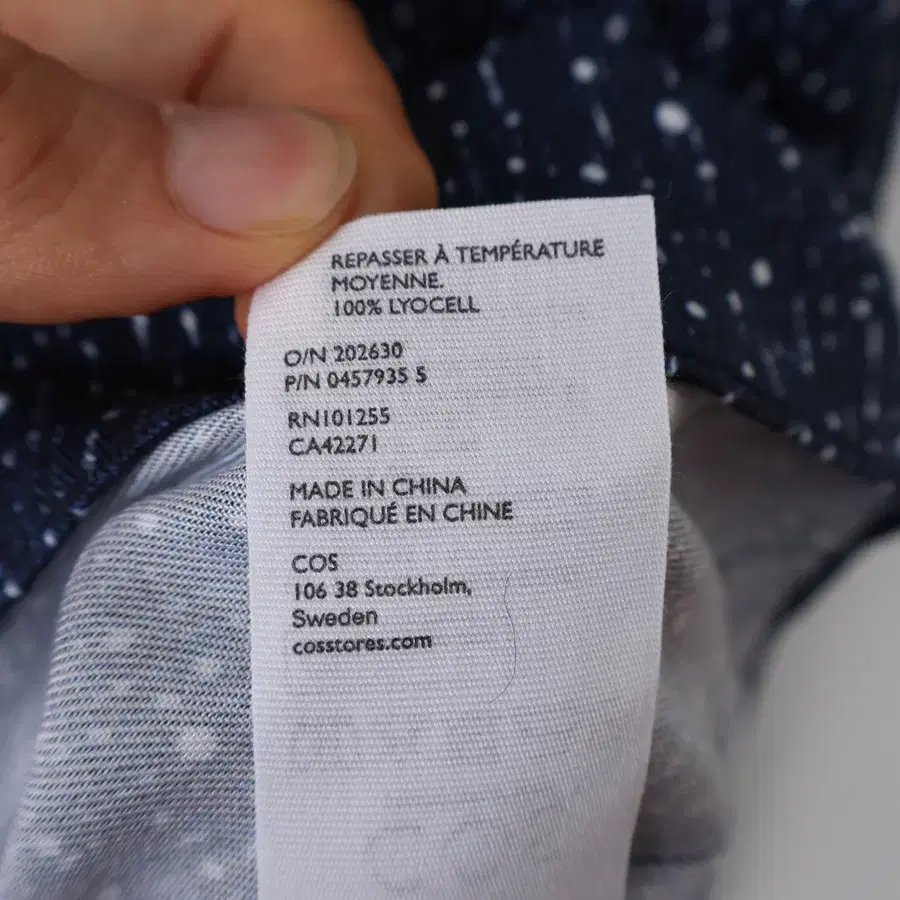 REPASSER À TEMPÉRATURE
MOYENNE.
100% LYOCELL
O/N 202630
P/N 0457935 5
RN101255
CA42271
MADE IN CHINA
FABRIQUÉ EN CHINE
COS
106 38 Stockholm,
Sweden
cosstores.com